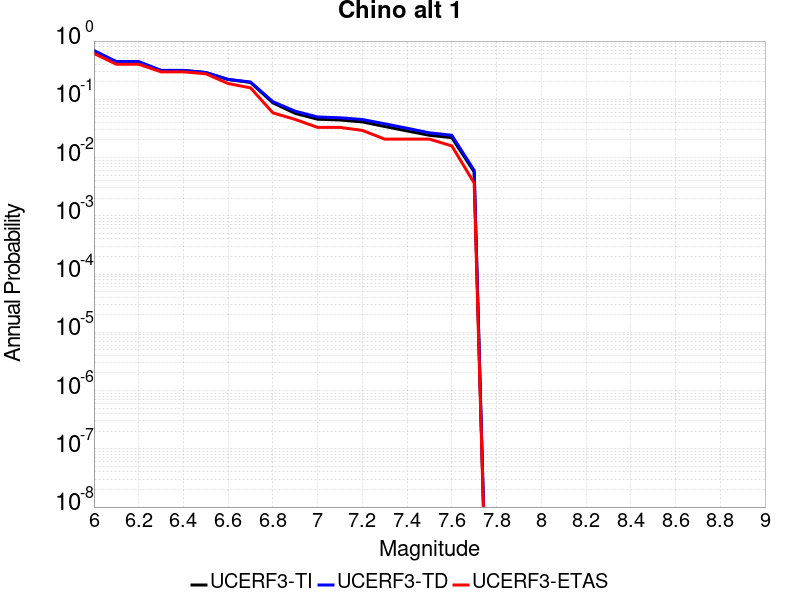 Chino alt 1
Annual Probability
10^0
10^-1
10^-2
10^-3
10^-4
10^-5
10^-6
10^-7
10^-8
6 6.2 6.4 6.6 6.8 7 7.2 7.4 7.6 7.8 8 8.2 8.4 8.6 8.8 9
Magnitude
UCERF3-TI UCERF3-TD UCERF3-ETAS